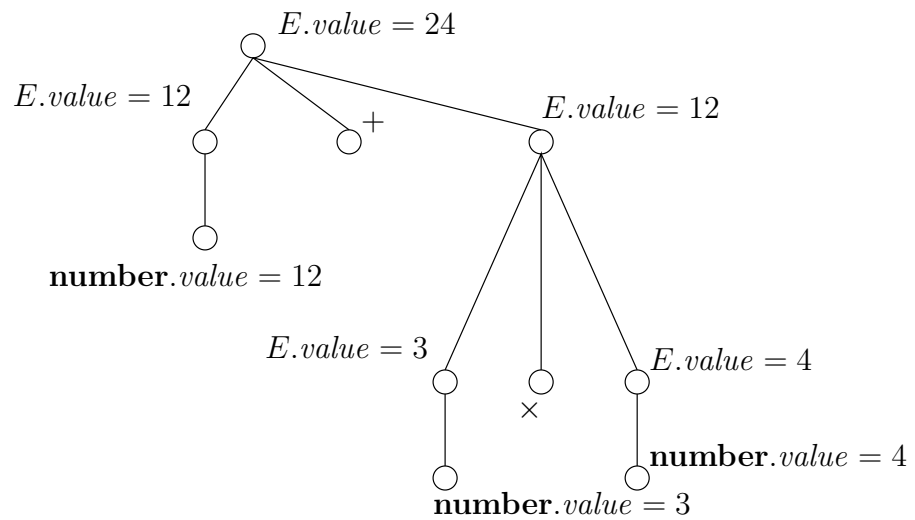 E.value = 24
E.value = 12
+
E.value = 12
number.value = 12
E.value = 3
E.value = 4
×
number.value = 4
number.value = 3